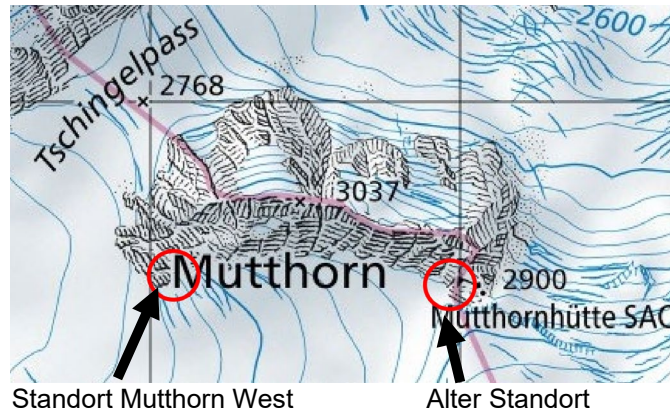 2600
Tschingelpass
2768
3037
Mutthorn
2900
Mutthornhütte SAC
Standort Mutthorn West
Alter Standort